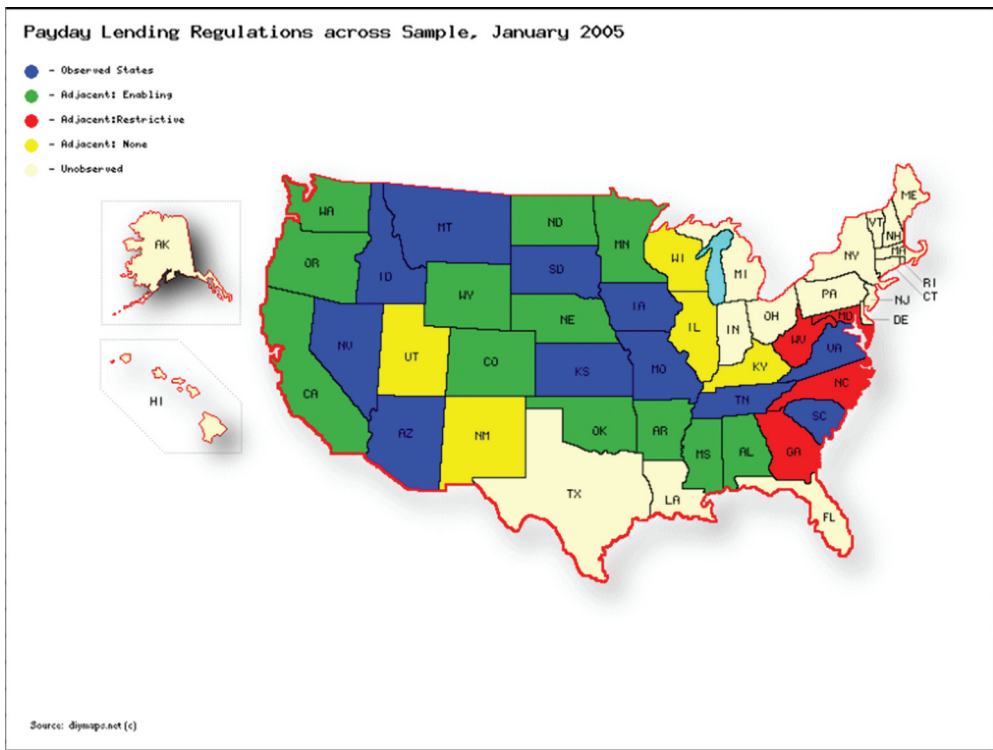 Payday Lending Regulations across Sample, January 2005
- Observed States
- Adjacent: Enabling
- Adjacent:Restrictive
- Adjacent: None
- Unobserved
ME
AK
WA
MT
ND
MN
VT
NH
MA
NY
OR
ID
SD
WI
MI
RI
CT
WY
IA
PA
NJ
NV
UT
NE
IL
IN
OH
MD
DE
CO
KS
MO
WV
VA
KY
HI
CA
TN
NC
AZ
NM
OK
AR
SC
MS
AL
GA
TX
LA
FL
Source: diymaps.net (c)